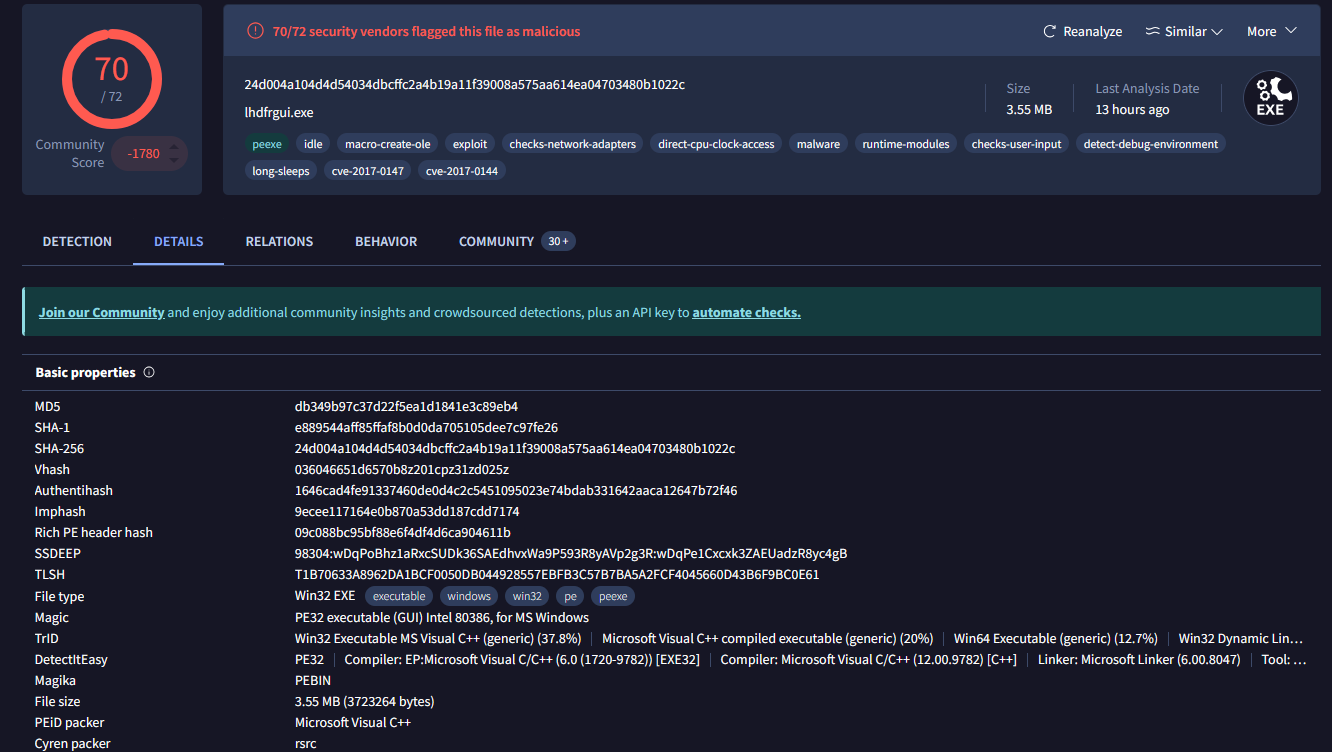 70
/ 72
Community
Score
-1780
70/72 security vendors flagged this file as malicious
Reanalyze
Similar
More
24d004a104d4d54034dbcffc2a4b19a11f39008a575aa614ea04703480b1022c
lhdfrgui.exe
Size
3.55 MB
Last Analysis Date
13 hours ago
EXE
peexe idle macro-create-ole exploit checks-network-adapters direct-cpu-clock-access malware runtime-modules checks-user-input detect-debug-environment
long-sleeps cve-2017-0147 cve-2017-0144
DETECTION DETAILS RELATIONS BEHAVIOR COMMUNITY 30 +
Join our Community and enjoy additional community insights and crowdsourced detections, plus an API key to automate checks.
Basic properties
MD5 db349b97c37d22f5ea1d1841e3c89eb4
SHA-1 e889544aff85ffaf8b0d0da705105dee7c97fe26
SHA-256 24d004a104d4d54034dbcffc2a4b19a11f39008a575aa614ea04703480b1022c
Vhash 036046651d6570b8z201cpz31zd025z
Authentihash 1646cad4fe91337460de0d4c2c5451095023e74bdab331642aaca12647b72f46
Imphash 9ecee117164e0b870a53dd187cdd7174
Rich PE header hash 09c088bc95bf88e6f4df4d6ca904611b
SSDEEP 98304:wDqPoBhz1aRxcSUDk36SAEdhvxWa9P593R8yAVp2g3R:wDqPe1Cxcxk3ZAEUadzR8yc4gB
TLSH T1B70633A8962DA1BCF0050DB044928557EBFB3C57B7BA5A2FCF4045660D43B6F9BC0E61
File type Win32 EXE executable windows win32 pe peexe
Magic PE32 executable (GUI) Intel 80386, for MS Windows
TrID Win32 Executable MS Visual C++ (generic) (37.8%) Microsoft Visual C++ compiled executable (generic) (20%) Win64 Executable (generic) (12.7%) Win32 Dynamic Lin…
DetectItEasy PE32 Compiler: EP:Microsoft Visual C/C++ (6.0 (1720-9782)) [EXE32] Compiler: Microsoft Visual C/C++ (12.00.9782) [C++] Linker: Microsoft Linker (6.00.8047) Tool: …
Magika PEBIN
File size 3.55 MB (3723264 bytes)
PEiD packer Microsoft Visual C++
Cyren packer rsrc